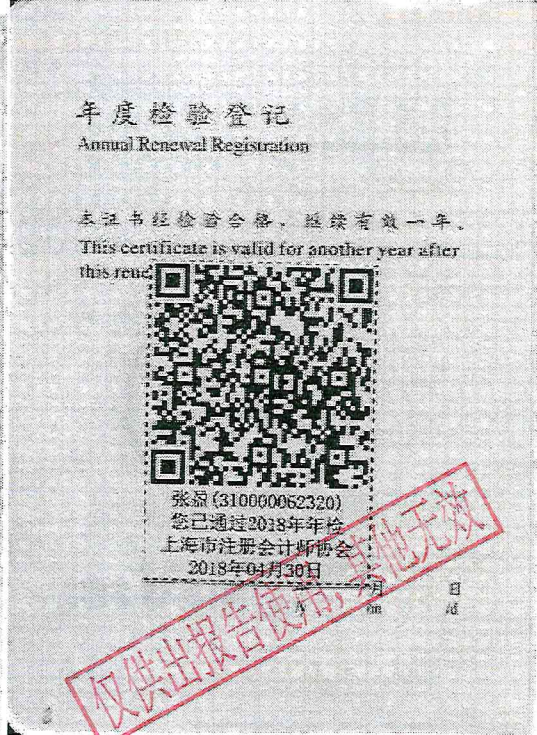 年度检验登记
Annual Renewal Registration
本证书经检验合格，继续有效一年。
This certificate is valid for another year after
this
张盈(310000062320)
您已通过2018年年检
上海市注册会计师协会
2018年04月30日
月 日
仅供出报告使用,其他无效